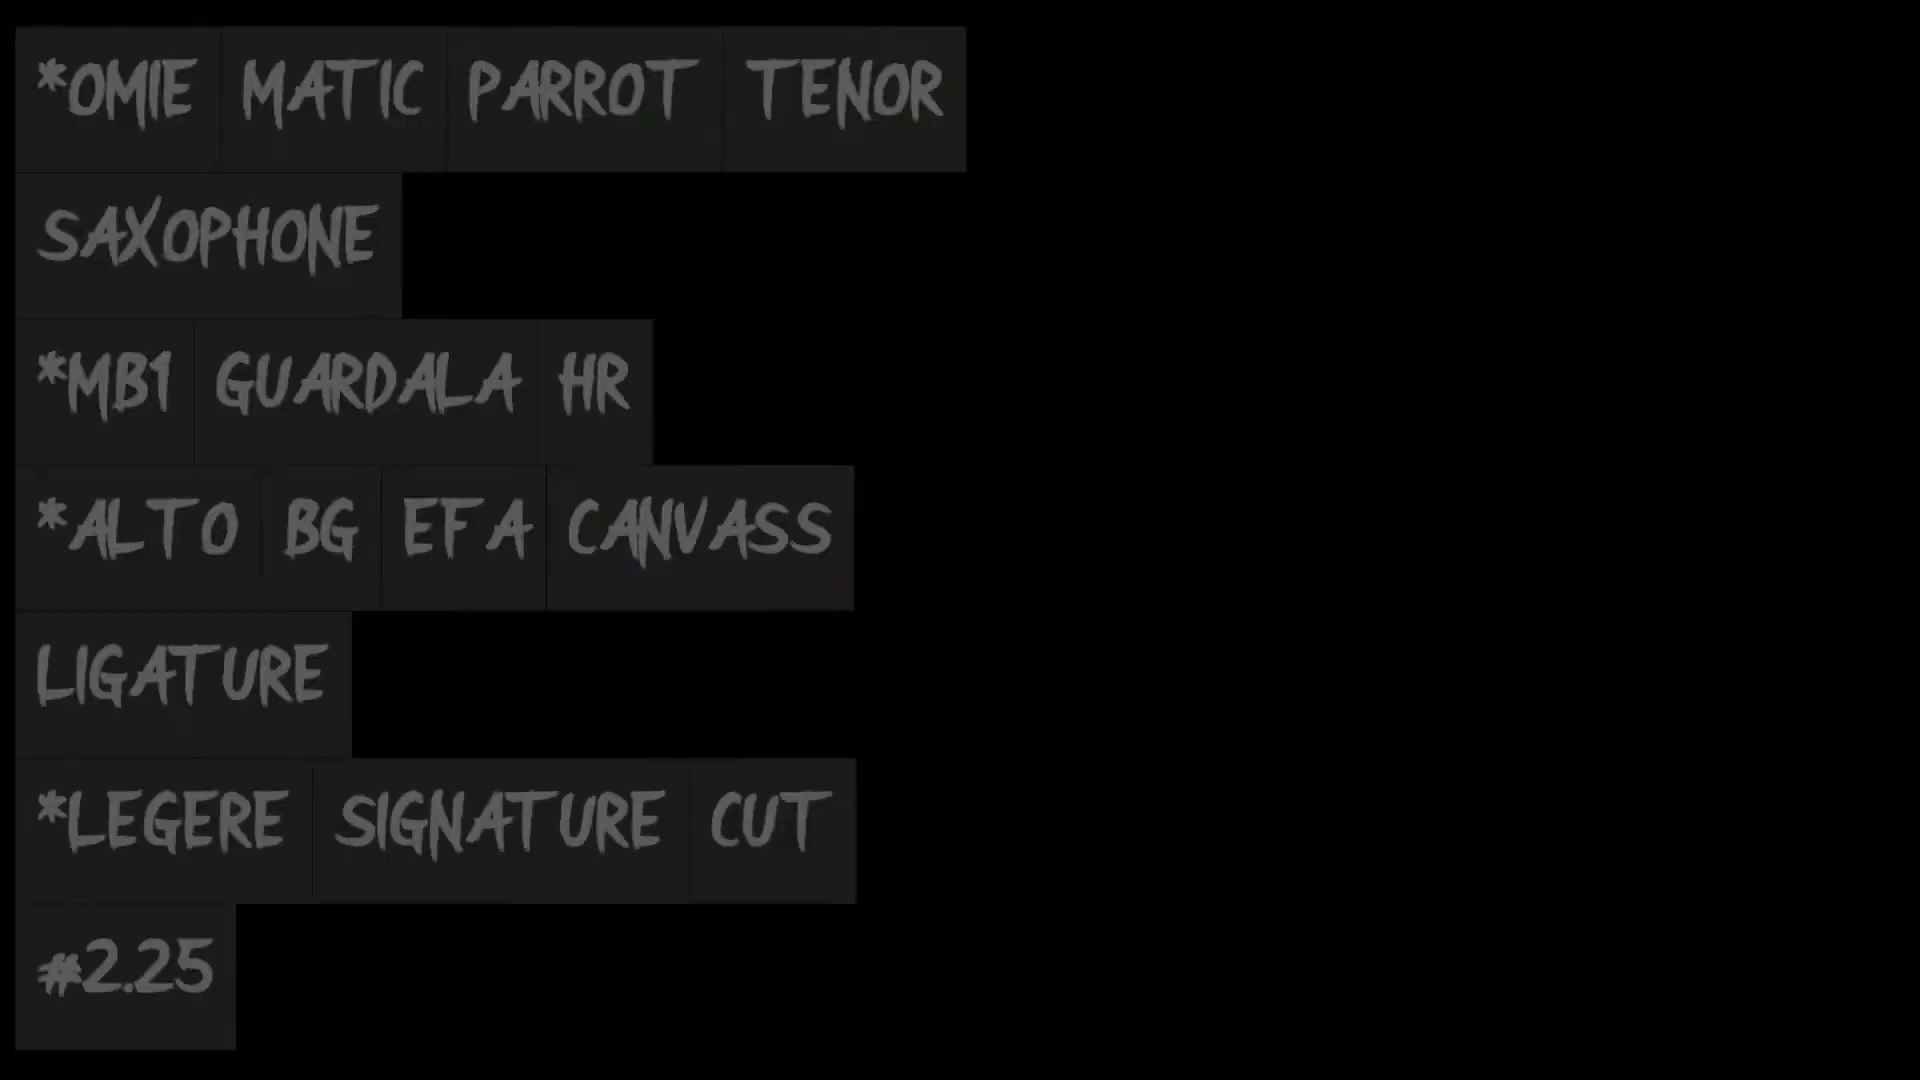 *OMIE MATIC PARROT TENOR
SAXOPHONE
*MB1 GUARDALA HR
*ALTO BG EFA CANVASS
LIGATURE
*LEGERE SIGNATURE CUT
#2.25